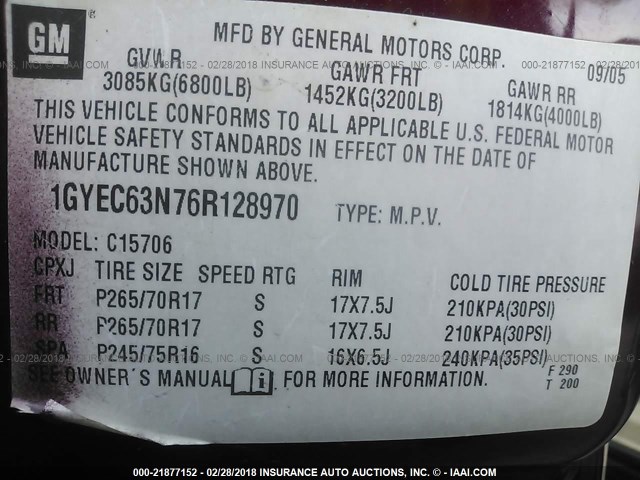 GM
MFD BY GENERAL MOTORS CORP.
09/05
GVWR GAWR FRT GAWR RR
3085KG(6800LB) 1452KG(3200LB) 1814KG(4000LB)
THIS VEHICLE CONFORMS TO ALL APPLICABLE U.S. FEDERAL MOTOR
VEHICLE SAFETY STANDARDS IN EFFECT ON THE DATE OF
MANUFACTURE SHOWN ABOVE.
1GYEC63N76R128970 TYPE: M.P.V.
MODEL: C15706
CPXJ TIRE SIZE SPEED RTG RIM COLD TIRE PRESSURE
FRT P265/70R17 S 17X7.5J 210KPA(30PSI)
RR P265/70R17 S 17X7.5J 210KPA(30PSI)
SPA P245/75R16 S 16X6.5J 240KPA(35PSI)
SEE OWNER'S MANUAL i . FOR MORE INFORMATION.
F 290
T 200
000-21877152 - 02/28/2018 INSURANCE AUTO AUCTIONS, INC. - IAAI.COM